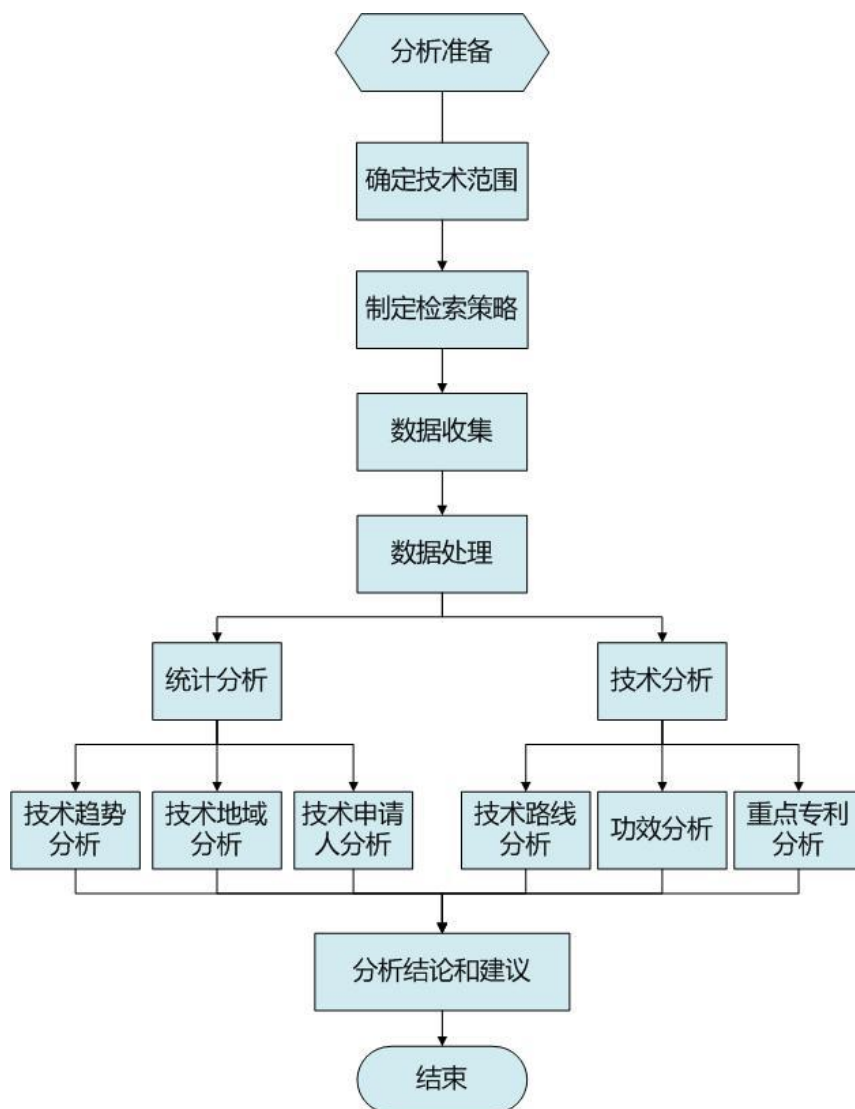 分析准备
确定技术范围
制定检索策略
数据收集
数据处理
统计分析
技术分析
技术趋势
分析
技术地域
分析
技术申请
人分析
技术路线
分析
功效分析
重点专利
分析
分析结论和建议
结束